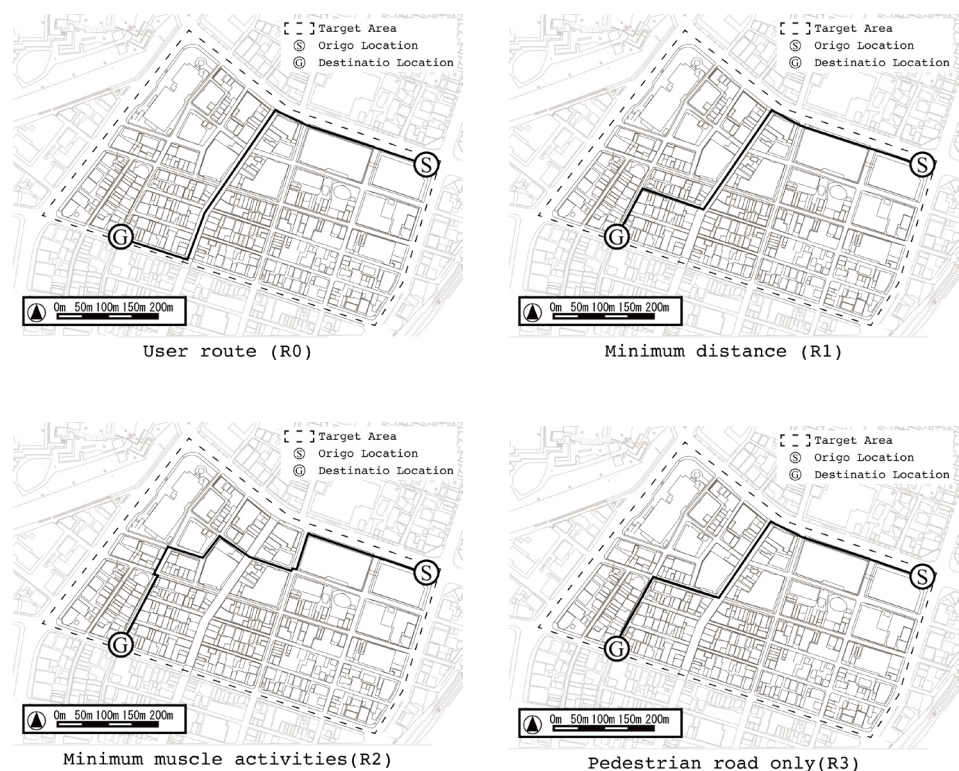 Target Area
Ⓢ Origo Location
Ⓖ Destinatio Location
S
G
0m 50m 100m 150m 200m
User route (R0)
Target Area
Ⓢ Origo Location
Ⓖ Destinatio Location
S
G
0m 50m 100m 150m 200m
Minimum distance (R1)
Target Area
Ⓢ Origo Location
Ⓖ Destinatio Location
S
G
0m 50m 100m 150m 200m
Minimum muscle activities(R2)
Target Area
Ⓢ Origo Location
Ⓖ Destinatio Location
S
G
0m 50m 100m 150m 200m
Pedestrian road only(R3)